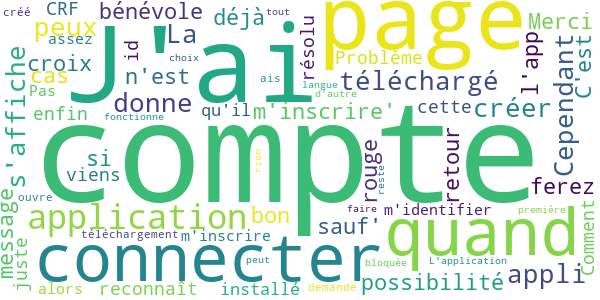 créé
CRF
bénévole
déjà
tout
J'ai
page
Merci
peux
assez
La
choix
id
résolu
Problème
l'app
C'est
croix
n'est
ais
téléchargé
cas
langue
Pas
donne
qu'il
m'inscrire'
d'autre
cette
créer
Cependant
enfin
fonctionne
s'affiche
compte
si
viens
rien
reste
rouge
retour
ferez
message
ouvre
application
bon
sauf'
faire
m'identifier
quand
première
Comment
juste
téléchargement
m'inscrire
connecter
peut
bloquée
L'application
appli
possibilité
alors
reconnaît
installé
demande